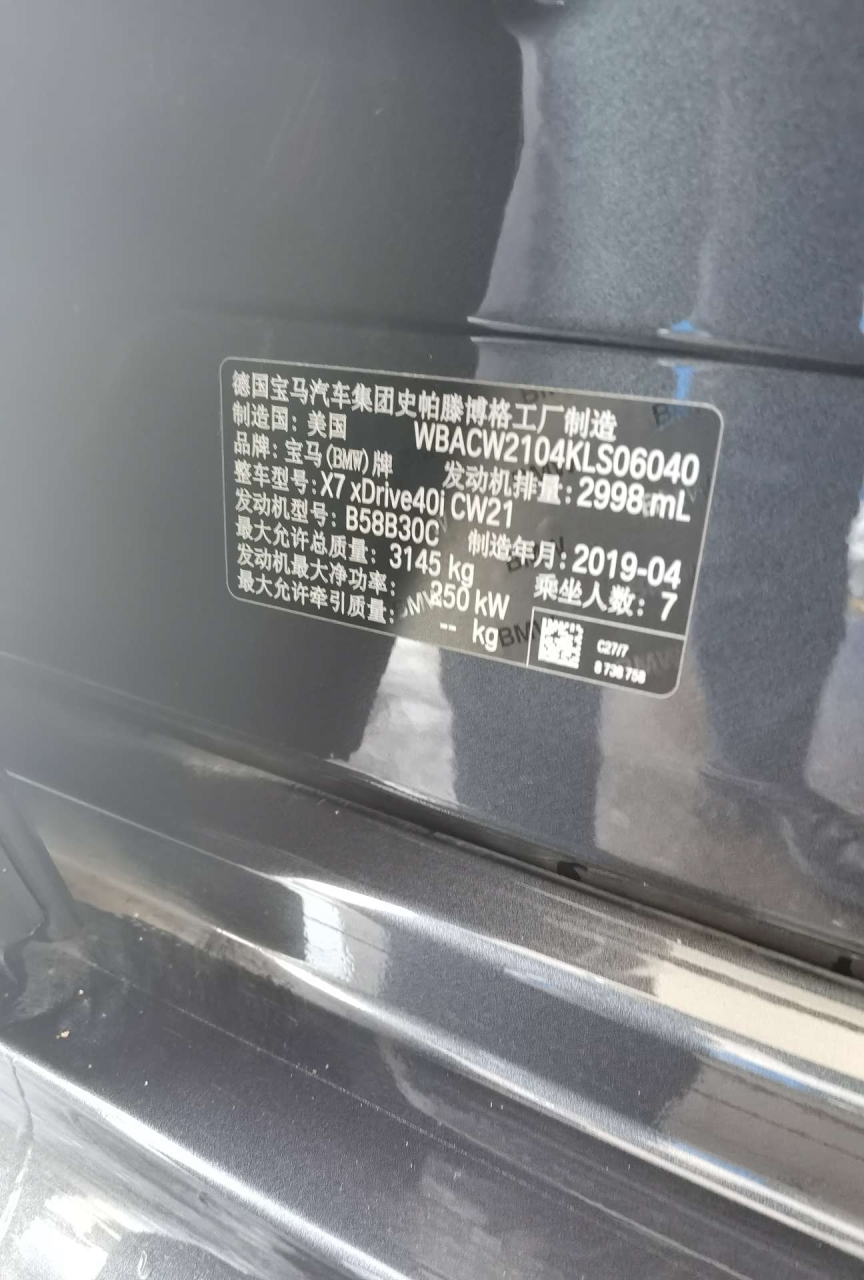 德国宝马汽车集团史帕滕博格工厂制造
制造国：美国 WBACW2104KLS06040
品牌：宝马(BMW)牌 发动机排量：2998 mL
整车型号：X7 xDrive40i CW21
发动机型号：B58B30C 制造年月：2019-04
最大允许总质量：3145 kg 乘坐人数：7
发动机最大净功率：250 kW
最大允许牵引质量：-- kg
C27/7
8 738 758